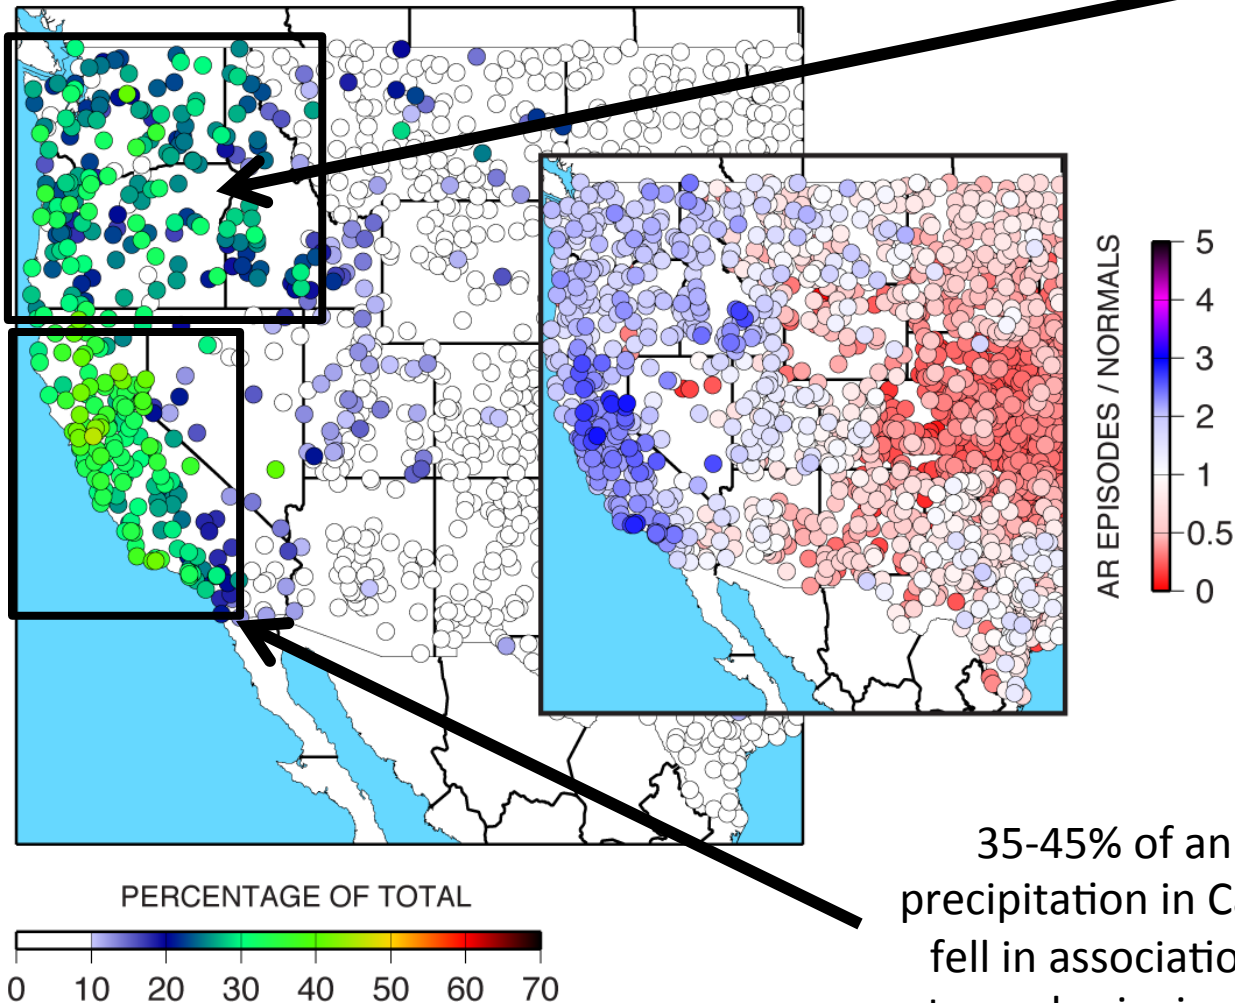 5
4
3
2
1
0.5
0
AR EPISODES / NORMALS
35-45% of an
precipitation in C
fell in associatio
PERCENTAGE OF TOTAL
0 10 20 30 40 50 60 70